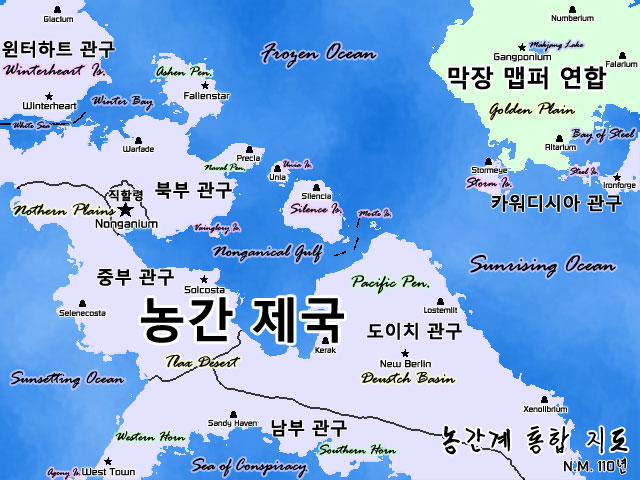 Glacium
Numberium
윈터하트 관구
Frozen Ocean
Makjang Lake
Gangponium
Falarium
Winterheart Is.
Ashen Pen.
막장 맵퍼 연합
Winterheart
Winter Bay
Fallenstar
Golden Plain
White Sea
Bay of Steel
Warfade
Altarium
Precia
Naval Pen.
Unia Is.
Unia
Stormeye
Steel Is.
Storm Is.
Ironforge
직할령
북부 관구
Silencia
카워디시아 관구
Nothern Plains
Silence Is.
Nonganium
Vainglory Is.
Nonganical Gulf
Sunrising Ocean
중부 관구
Solcosta
Pacific Pen.
Selenecosta
농간 제국
Lostemlit
도이치 관구
Kerak
Tlax Desert
New Berlin
Sunsetting Ocean
Deustch Basin
Xenolibrium
Sandy Haven
남부 관구
Western Horn
농간계 통합 지도
Southern Horn
Agony Is.
West Town
Sea of Conspiracy
N.M. 110년